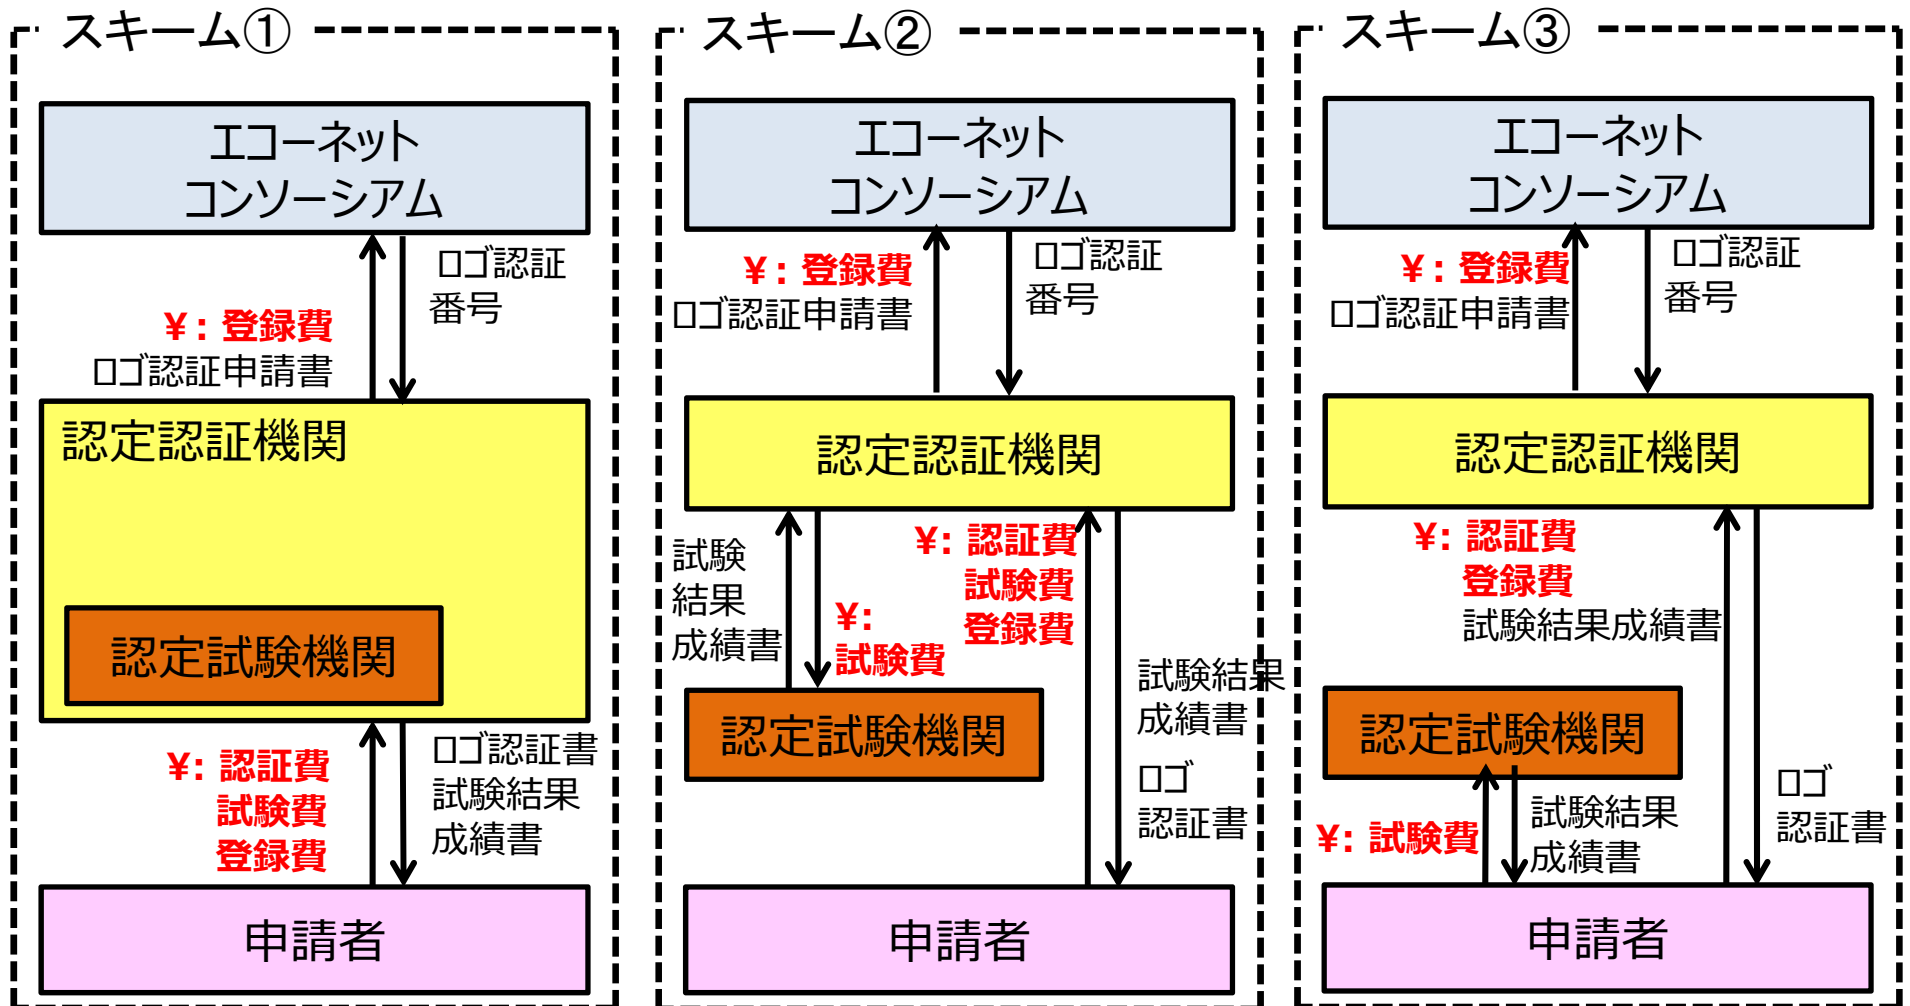 スキーム①
エコーネット
コンソーシアム
ロゴ認証
番号
¥：登録費
ロゴ認証申請書
認定認証機関
認定試験機関
¥：認証費
試験費
登録費
ロゴ認証書
試験結果
成績書
申請者
スキーム②
エコーネット
コンソーシアム
¥：登録費
ロゴ認証申請書
ロゴ認証
番号
認定認証機関
試験
結果
成績書
¥：
試験費
¥：認証費
試験費
登録費
試験結果
成績書
ロゴ
認証書
認定試験機関
申請者
スキーム③
エコーネット
コンソーシアム
¥：登録費
ロゴ認証申請書
ロゴ認証
番号
認定認証機関
¥：認証費
登録費
試験結果成績書
認定試験機関
¥：試験費
試験結果
成績書
ロゴ
認証書
申請者